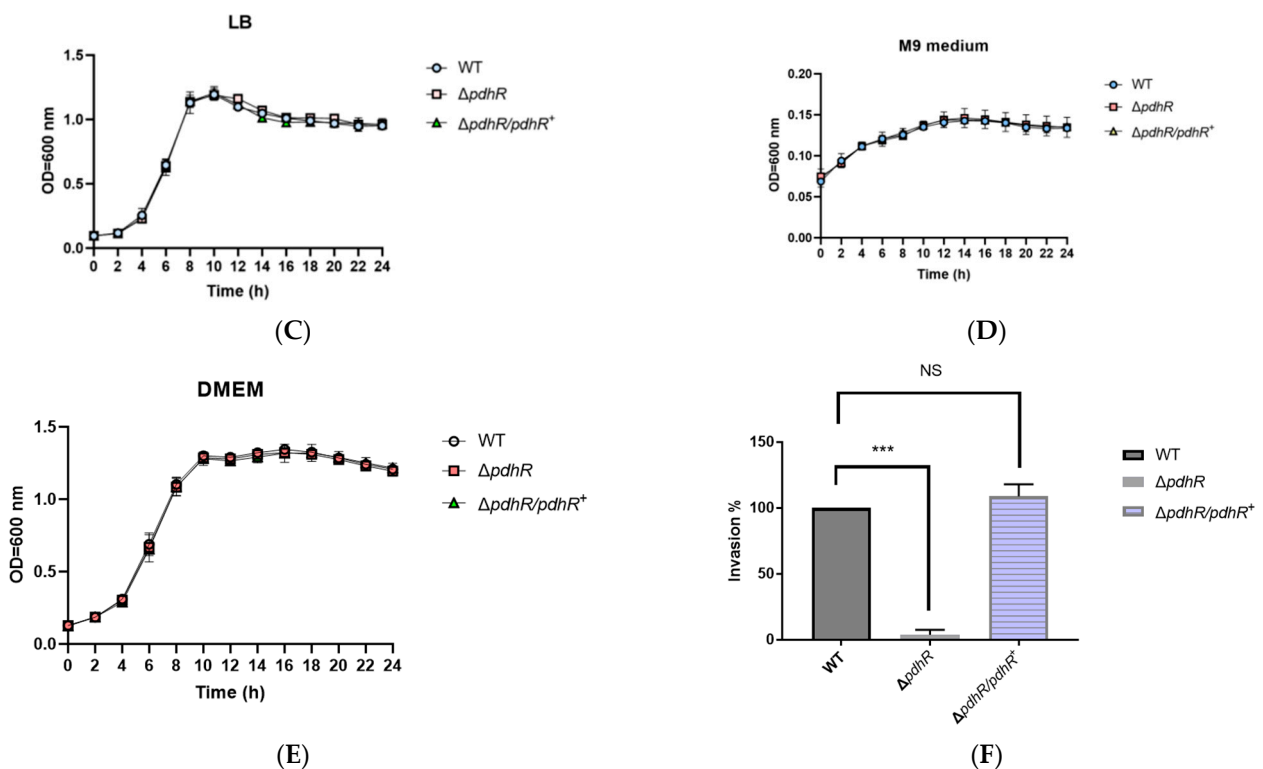 LB
1.5
1.0
0.5
0.0
OD=600 nm
0 2 4 6 8 10 12 14 16 18 20 22 24
Time (h)
WT
ΔpdhR
ΔpdhR/pdhR⁺
(C)
M9 medium
0.20
0.15
0.10
0.05
0.00
OD=600 nm
0 2 4 6 8 10 12 14 16 18 20 22 24
Time (h)
WT
ΔpdhR
ΔpdhR/pdhR⁺
(D)
DMEM
1.5
1.0
0.5
0.0
OD=600 nm
0 2 4 6 8 10 12 14 16 18 20 22 24
Time (h)
WT
ΔpdhR
ΔpdhR/pdhR⁺
(E)
NS
***
150
100
50
0
Invasion %
WT
ΔpdhR
ΔpdhR/pdhR⁺
WT
ΔpdhR
ΔpdhR/pdhR⁺
(F)